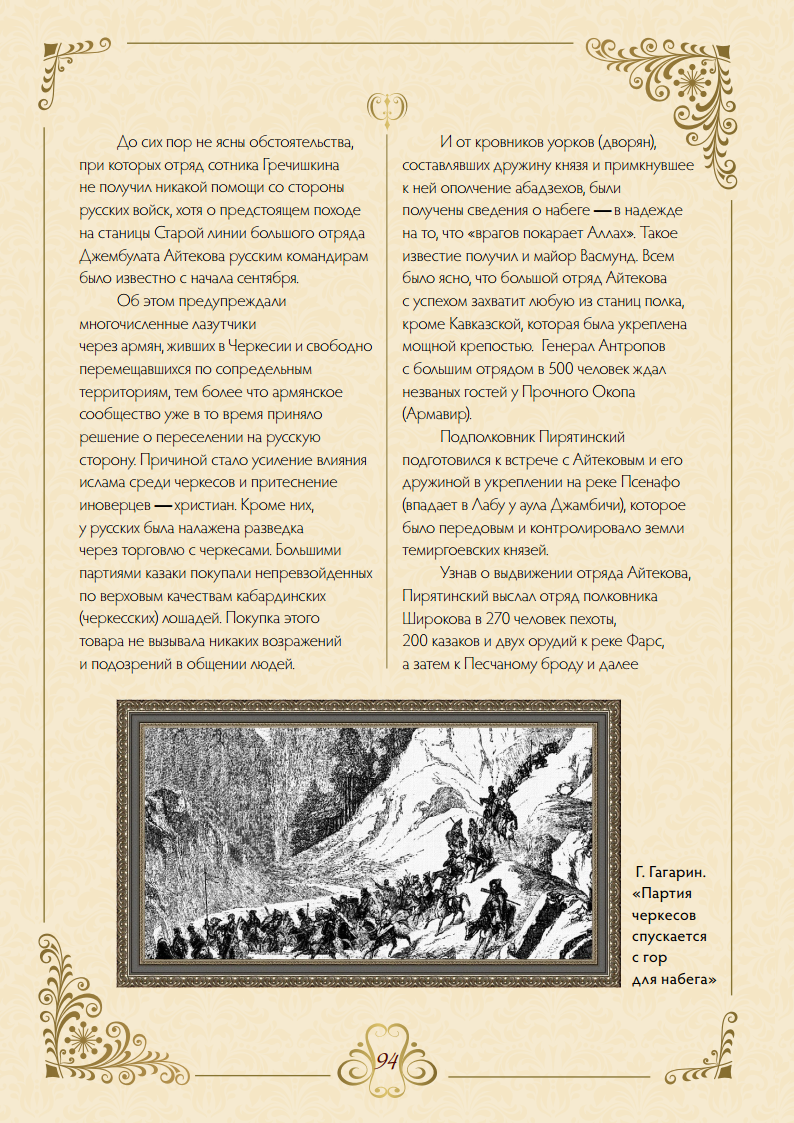 До сих пор не ясны обстоятельства,
при которых отряд сотника Гречишкина
не получил никакой помощи со стороны
русских войск, хотя о предстоящем походе
на станицы Старой линии большого отряда
Джембулата Айтекова русским командирам
было известно с начала сентября.
Об этом предупреждали
многочисленные лазутчики
через армян, живших в Черкесии и свободно
перемещавшихся по сопредельным
территориям, тем более что армянское
сообщество уже в то время приняло
решение о переселении на русскую
сторону. Причиной стало усиление влияния
ислама среди черкесов и притеснение
иноверцев — христиан. Кроме них,
у русских была налажена разведка
через торговлю с черкесами. Большими
партиями казаки покупали непревзойденных
по верховым качествам кабардинских
(черкесских) лошадей. Покупка этого
товара не вызывала никаких возражений
и подозрений в общении людей.
И от кровников уорков (дворян),
составлявших дружину князя и примкнувшее
к ней ополчение абадзехов, были
получены сведения о набеге — в надежде
на то, что «врагов покарает Аллах». Такое
известие получил и майор Васмунд. Всем
было ясно, что большой отряд Айтекова
с успехом захватит любую из станиц полка,
кроме Кавказской, которая была укреплена
мощной крепостью. Генерал Антропов
с большим отрядом в 500 человек ждал
незваных гостей у Прочного Окопа
(Армавир).
Подполковник Пирятинский
подготовился к встрече с Айтековым и его
дружиной в укреплении на реке Псенафо
(впадает в Лабу у аула Джамбичи), которое
было передовым и контролировало земли
темиргоевских князей.
Узнав о выдвижении отряда Айтекова,
Пирятинский выслал отряд полковника
Широкова в 270 человек пехоты,
200 казаков и двух орудий к реке Фарс,
а затем к Песчаному броду и далее
Г. Гагарин.
«Партия
черкесов
спускается
с гор
для набега»
94